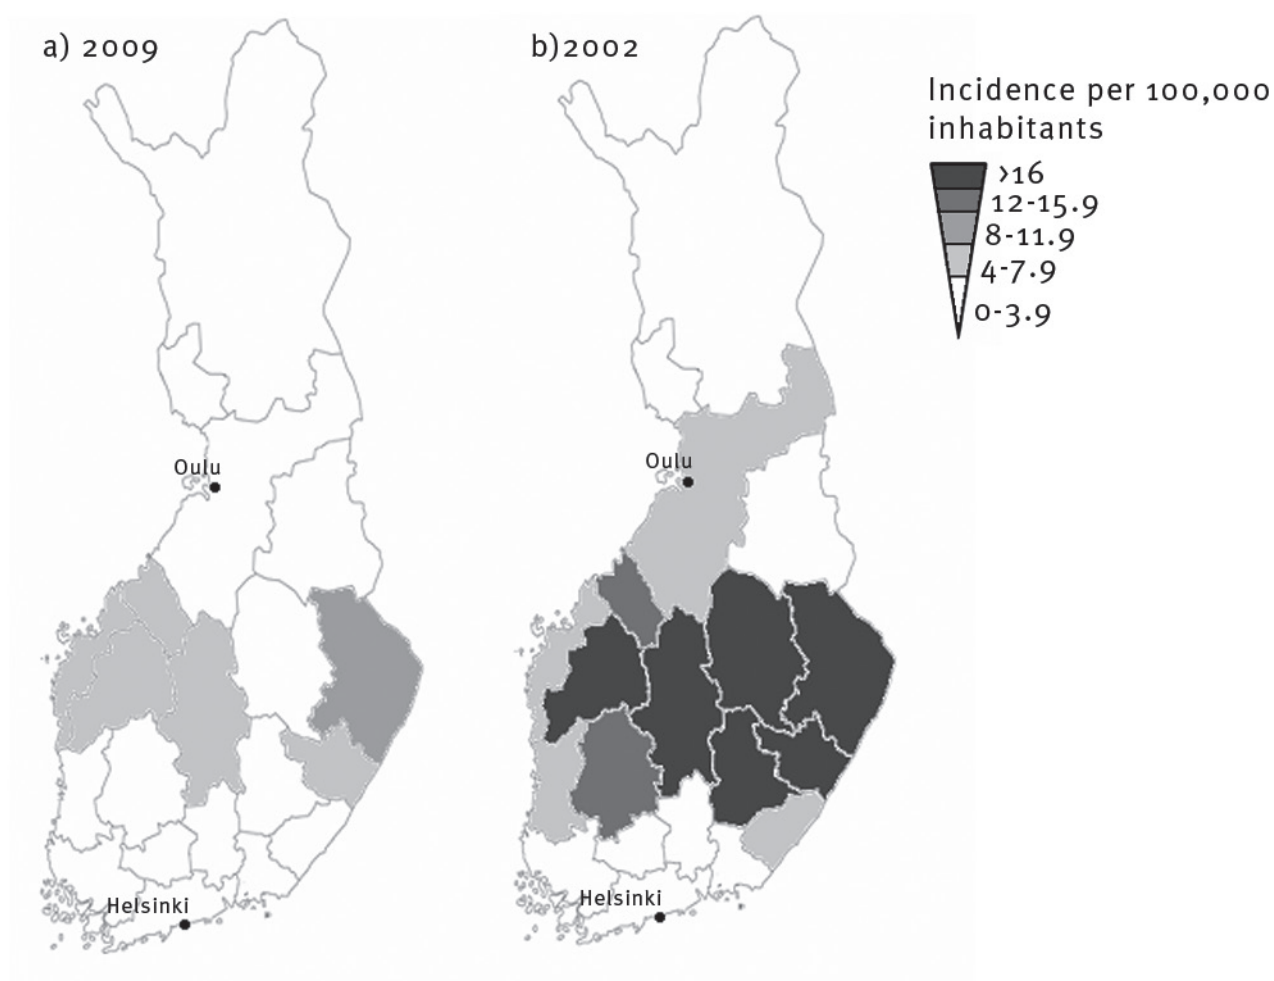 a) 2009
b)2002
Incidence per 100,000
inhabitants
>16
12-15.9
8-11.9
4-7.9
0-3.9
Oulu
Oulu
Helsinki
Helsinki